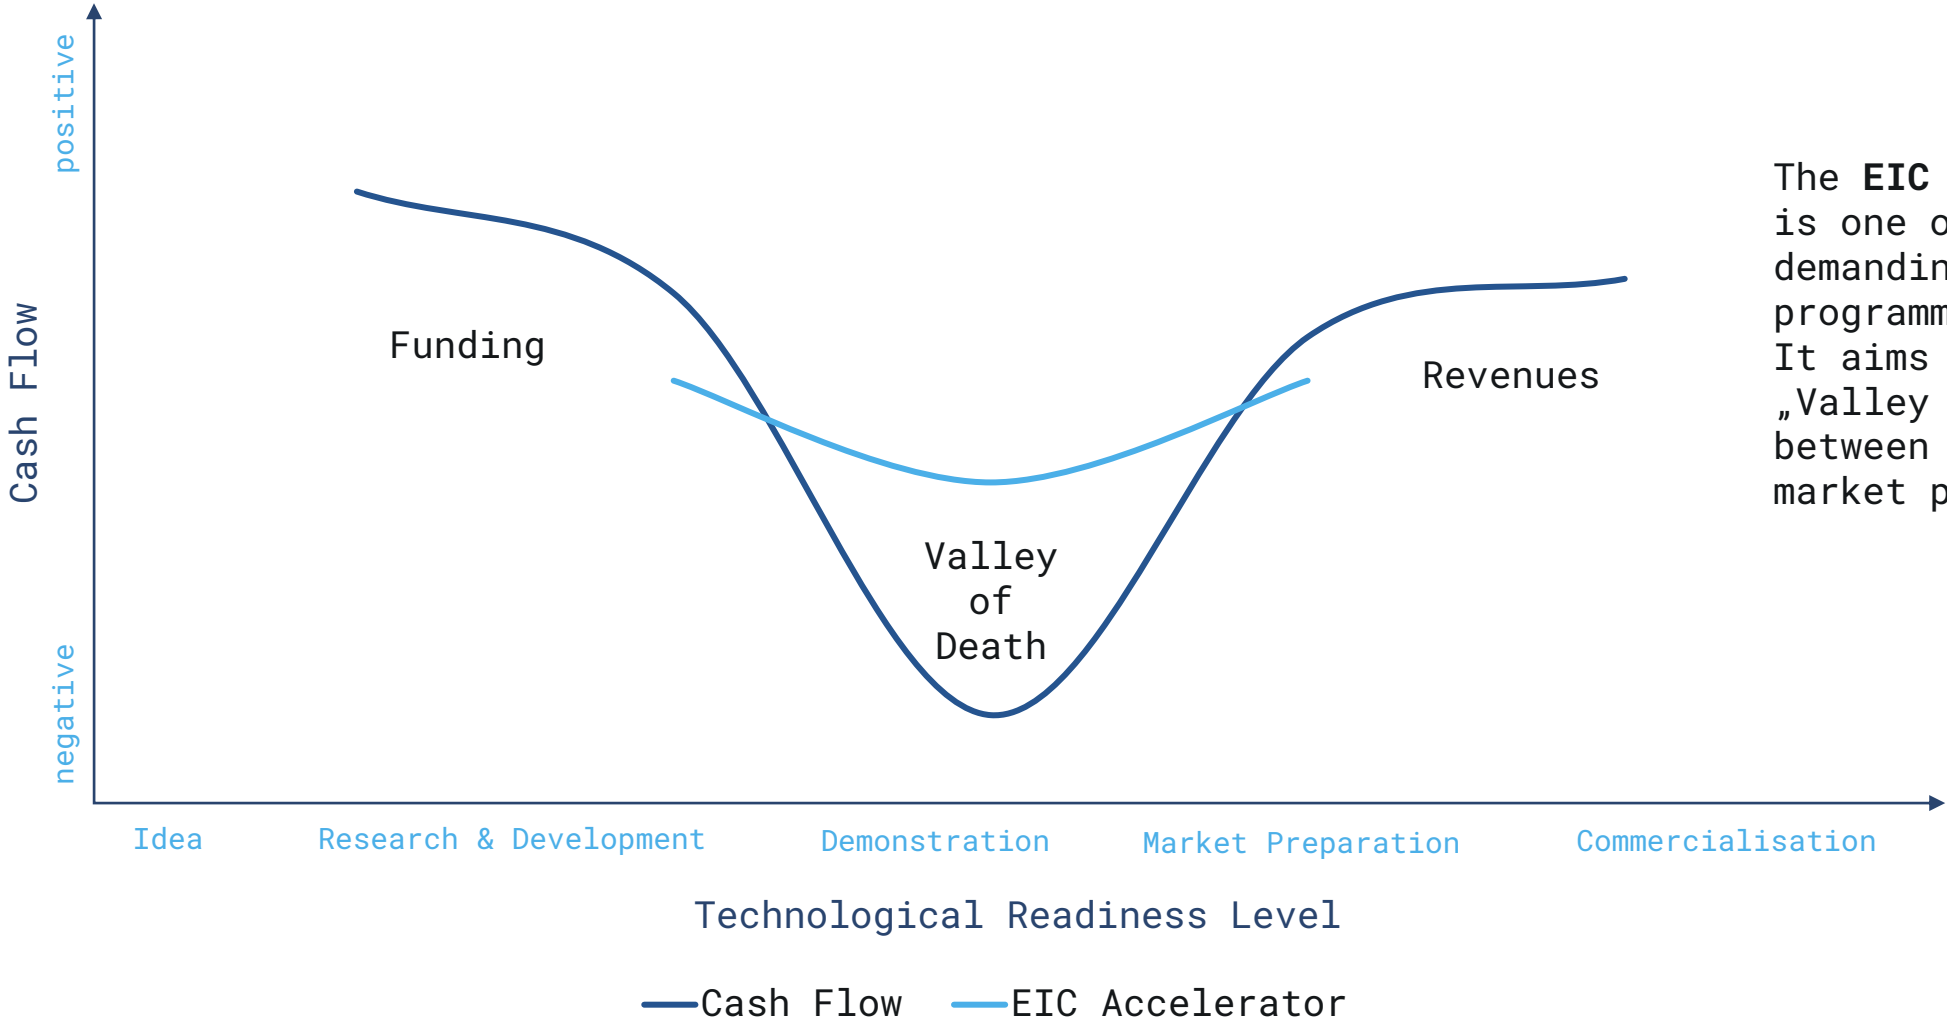 positive
Cash Flow
negative
Funding
Valley
of
Death
Revenues
The EIC
is one
It aims
„Valley
between
market
Idea
Research & Development
Demonstration
Market Preparation
Commercialisation
Technological Readiness Level
Cash Flow
EIC Accelerator